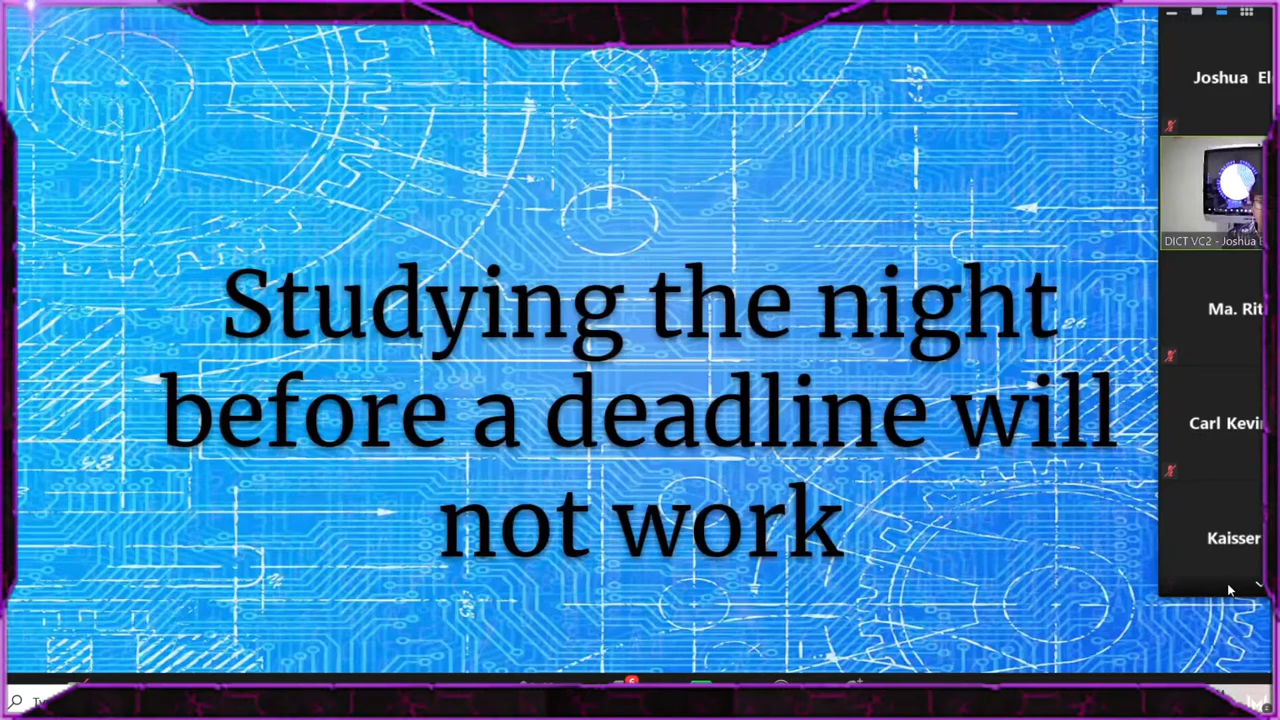 Studying the night
before a deadline will
not work
Joshua El
DICT VC2 - Joshua E
Ma. Rit
Carl Kevi
Kaisser